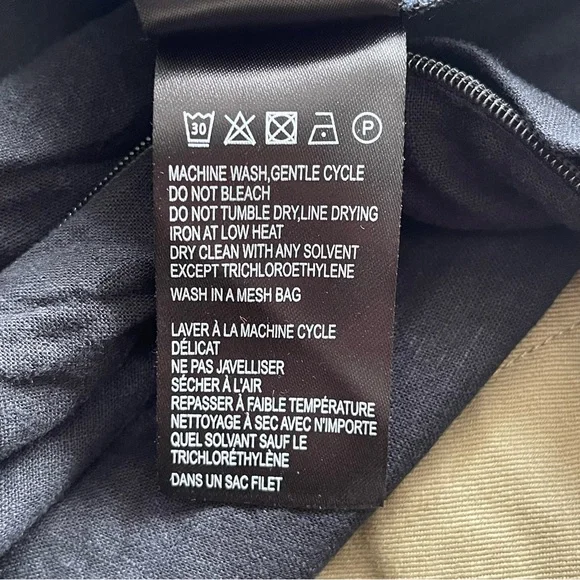 30 P
MACHINE WASH,GENTLE CYCLE
DO NOT BLEACH
DO NOT TUMBLE DRY,LINE DRYING
IRON AT LOW HEAT
DRY CLEAN WITH ANY SOLVENT
EXCEPT TRICHLOROETHYLENE
WASH IN A MESH BAG
LAVER À LA MACHINE CYCLE
DÉLICAT
NE PAS JAVELLISER
SÉCHER À L'AIR
REPASSER À FAIBLE TEMPÉRATURE
NETTOYAGE À SEC AVEC N'IMPORTE
QUEL SOLVANT SAUF LE
TRICHLORÉTHYLÈNE
DANS UN SAC FILET